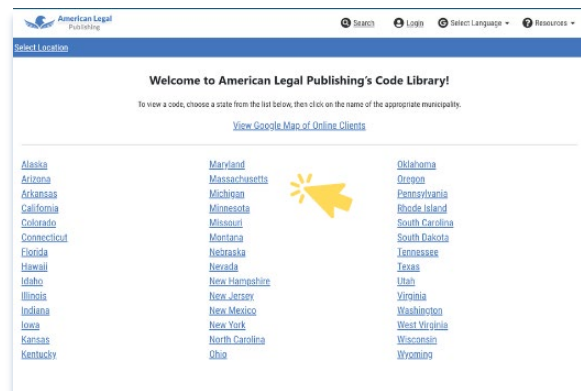 American Legal
Publishing
Search
Login
Select Language
Resources
Select Location
Welcome to American Legal Publishing's Code Library!
To view a code, choose a state from the list below, then click on the name of the appropriate municipality.
View Google Map of Online Clients
Alaska
Arizona
Arkansas
California
Colorado
Connecticut
Florida
Hawaii
Idaho
Illinois
Indiana
Iowa
Kansas
Kentucky
Maryland
Massachusetts
Michigan
Minnesota
Missouri
Montana
Nebraska
Nevada
New Hampshire
New Jersey
New Mexico
New York
North Carolina
Ohio
Oklahoma
Oregon
Pennsylvania
Rhode Island
South Carolina
South Dakota
Tennessee
Texas
Utah
Virginia
Washington
West Virginia
Wisconsin
Wyoming